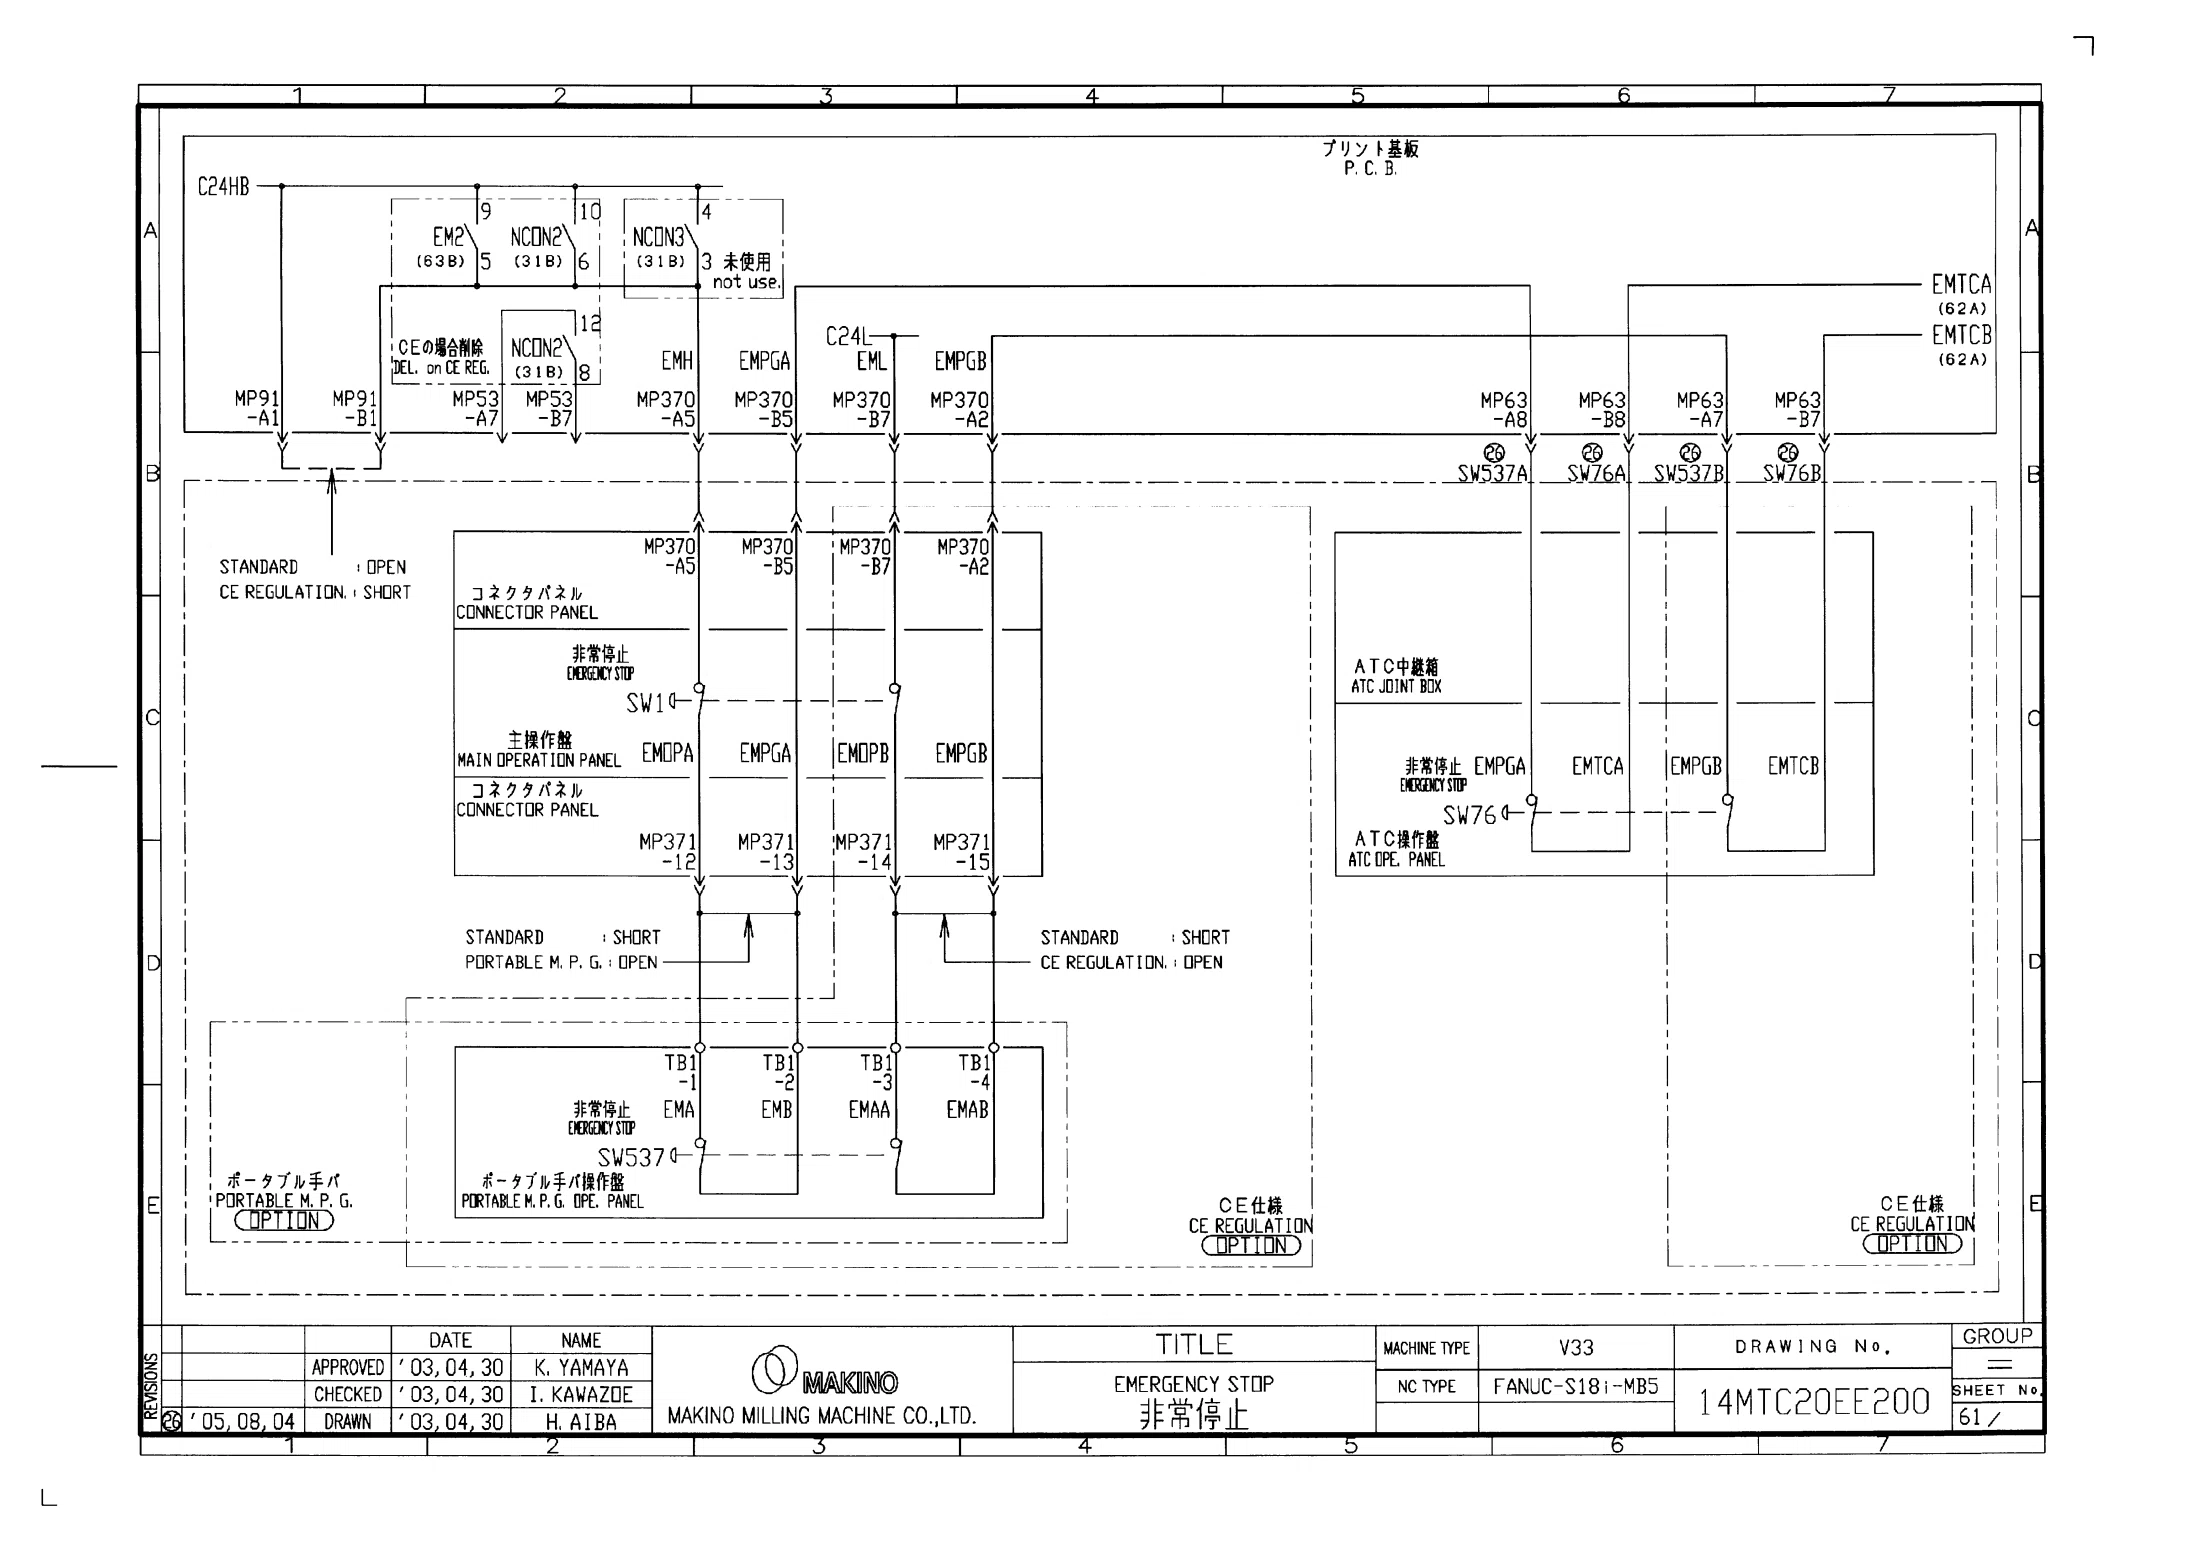 1 2 3 4 5 6 7
プリント基板
P. C. B.
C24HB
A
A
9
10
4
EM2
NCON2
NCON3
(63B)
5
(31B)
6
(31B)
3
未使用
not use.
EMTCA
(62A)
12
C24L
EMTCB
(62A)
CEの場合削除
DEL. on CE REG.
NCON2
(31B)
8
EMH
EMPGA
EML
EMPGB
MP91
-A1
MP91
-B1
MP53
-A7
MP53
-B7
MP370
-A5
MP370
-B5
MP370
-B7
MP370
-A2
MP63
-A8
MP63
-B8
MP63
-A7
MP63
-B7
26
26
26
26
B
SW537A
SW76A
SW537B
SW76B
B
STANDARD : OPEN
CE REGULATION. : SHORT
MP370
-A5
MP370
-B5
MP370
-B7
MP370
-A2
コネクタパネル
CONNECTOR PANEL
非常停止
EMERGENCY STOP
SW1
ATC中継箱
ATC JOINT BOX
C
C
主操作盤
MAIN OPERATION PANEL
EMOPA
EMPGA
EMOPB
EMPGB
コネクタパネル
CONNECTOR PANEL
非常停止
EMERGENCY STOP
EMPGA
EMTCA
EMPGB
EMTCB
SW76
ATC操作盤
ATC OPE. PANEL
MP371
-12
MP371
-13
MP371
-14
MP371
-15
STANDARD : SHORT
PORTABLE M. P. G. : OPEN
STANDARD : SHORT
CE REGULATION. : OPEN
D
D
TB1
-1
TB1
-2
TB1
-3
TB1
-4
非常停止
EMERGENCY STOP
EMA
EMB
EMAA
EMAB
SW537
ポータブル手パ操作盤
PORTABLE M. P. G. OPE. PANEL
ポータブル手パ
PORTABLE M. P. G.
OPTION
CE仕様
CE REGULATION
OPTION
CE仕様
CE REGULATION
OPTION
E
E
REVISIONS
26 '05,08,04
DATE NAME
APPROVED '03,04,30 K. YAMAYA
CHECKED '03,04,30 I. KAWAZOE
DRAWN '03,04,30 H. AIBA
MAKINO
MAKINO MILLING MACHINE CO.,LTD.
TITLE
EMERGENCY STOP
非常停止
MACHINE TYPE V33
NC TYPE FANUC-S18i-MB5
DRAWING No.
14MTC20EE200
GROUP
=
SHEET No.
61/
1 2 3 4 5 6 7